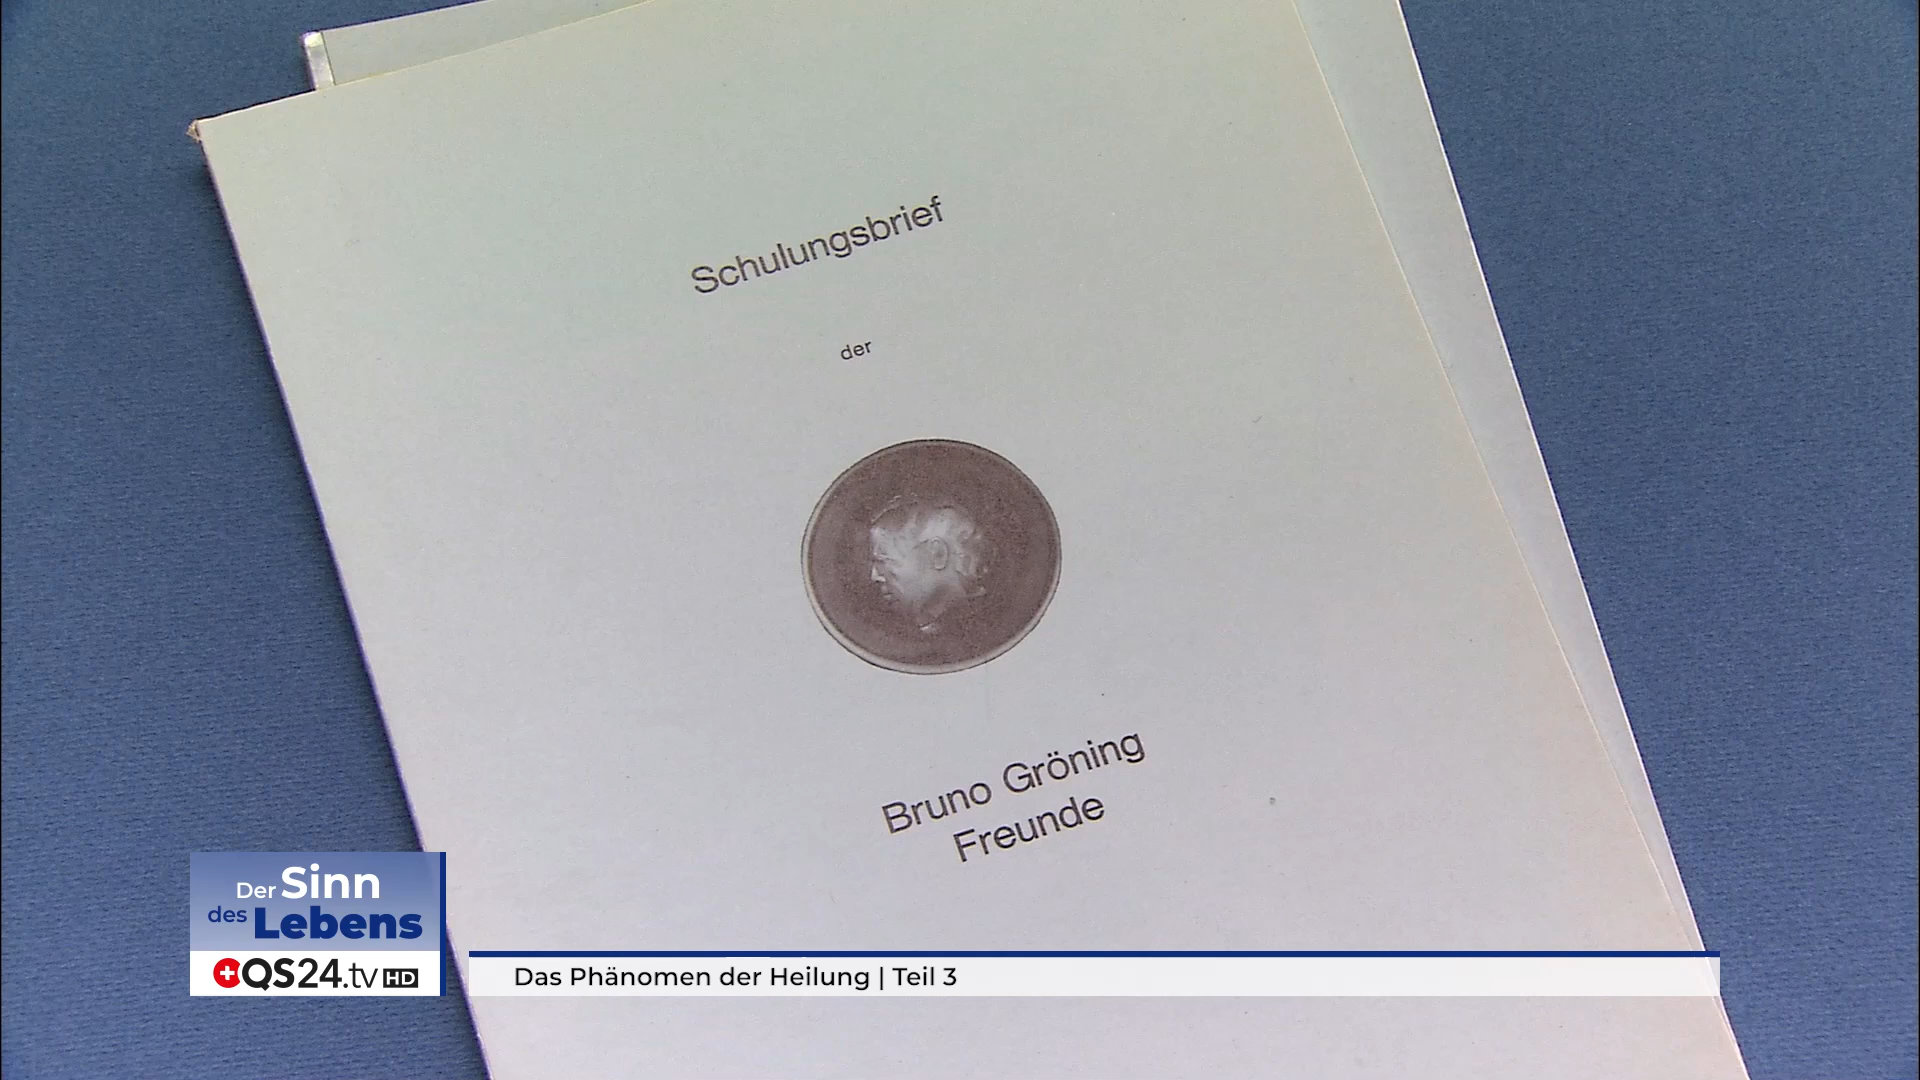 Schulungsbrief
der
Bruno Gröning
Freunde
Der Sinn
des Lebens
QS24.tv HD
Das Phänomen der Heilung | Teil 3